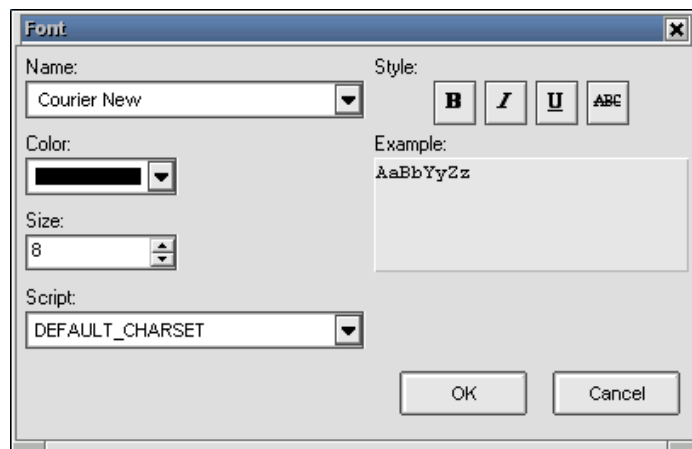 Font
Name:
Courier New
Style:
B I U ABC
Color:
Example:
AaBbYyZz
Size:
8
Script:
DEFAULT_CHARSET
OK Cancel